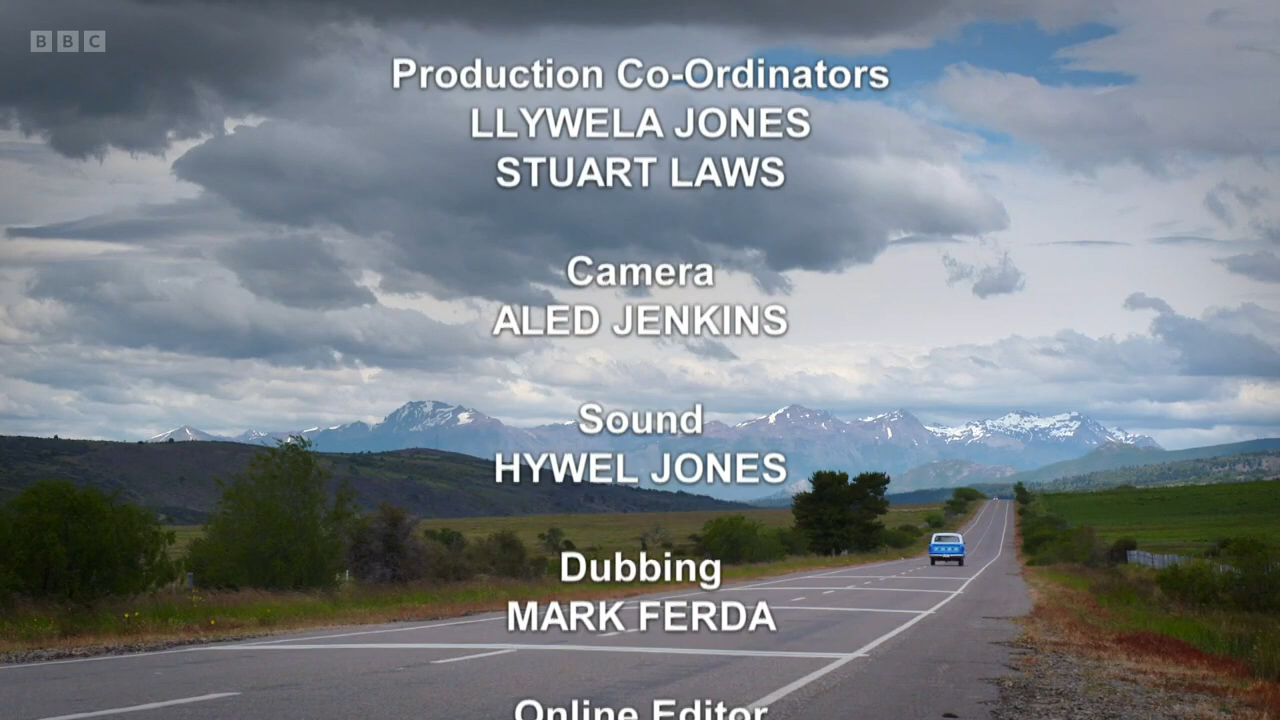 BBC
Production Co-Ordinators
LLYWELA JONES
STUART LAWS
Camera
ALED JENKINS
Sound
HYWEL JONES
Dubbing
MARK FERDA
Online Editor